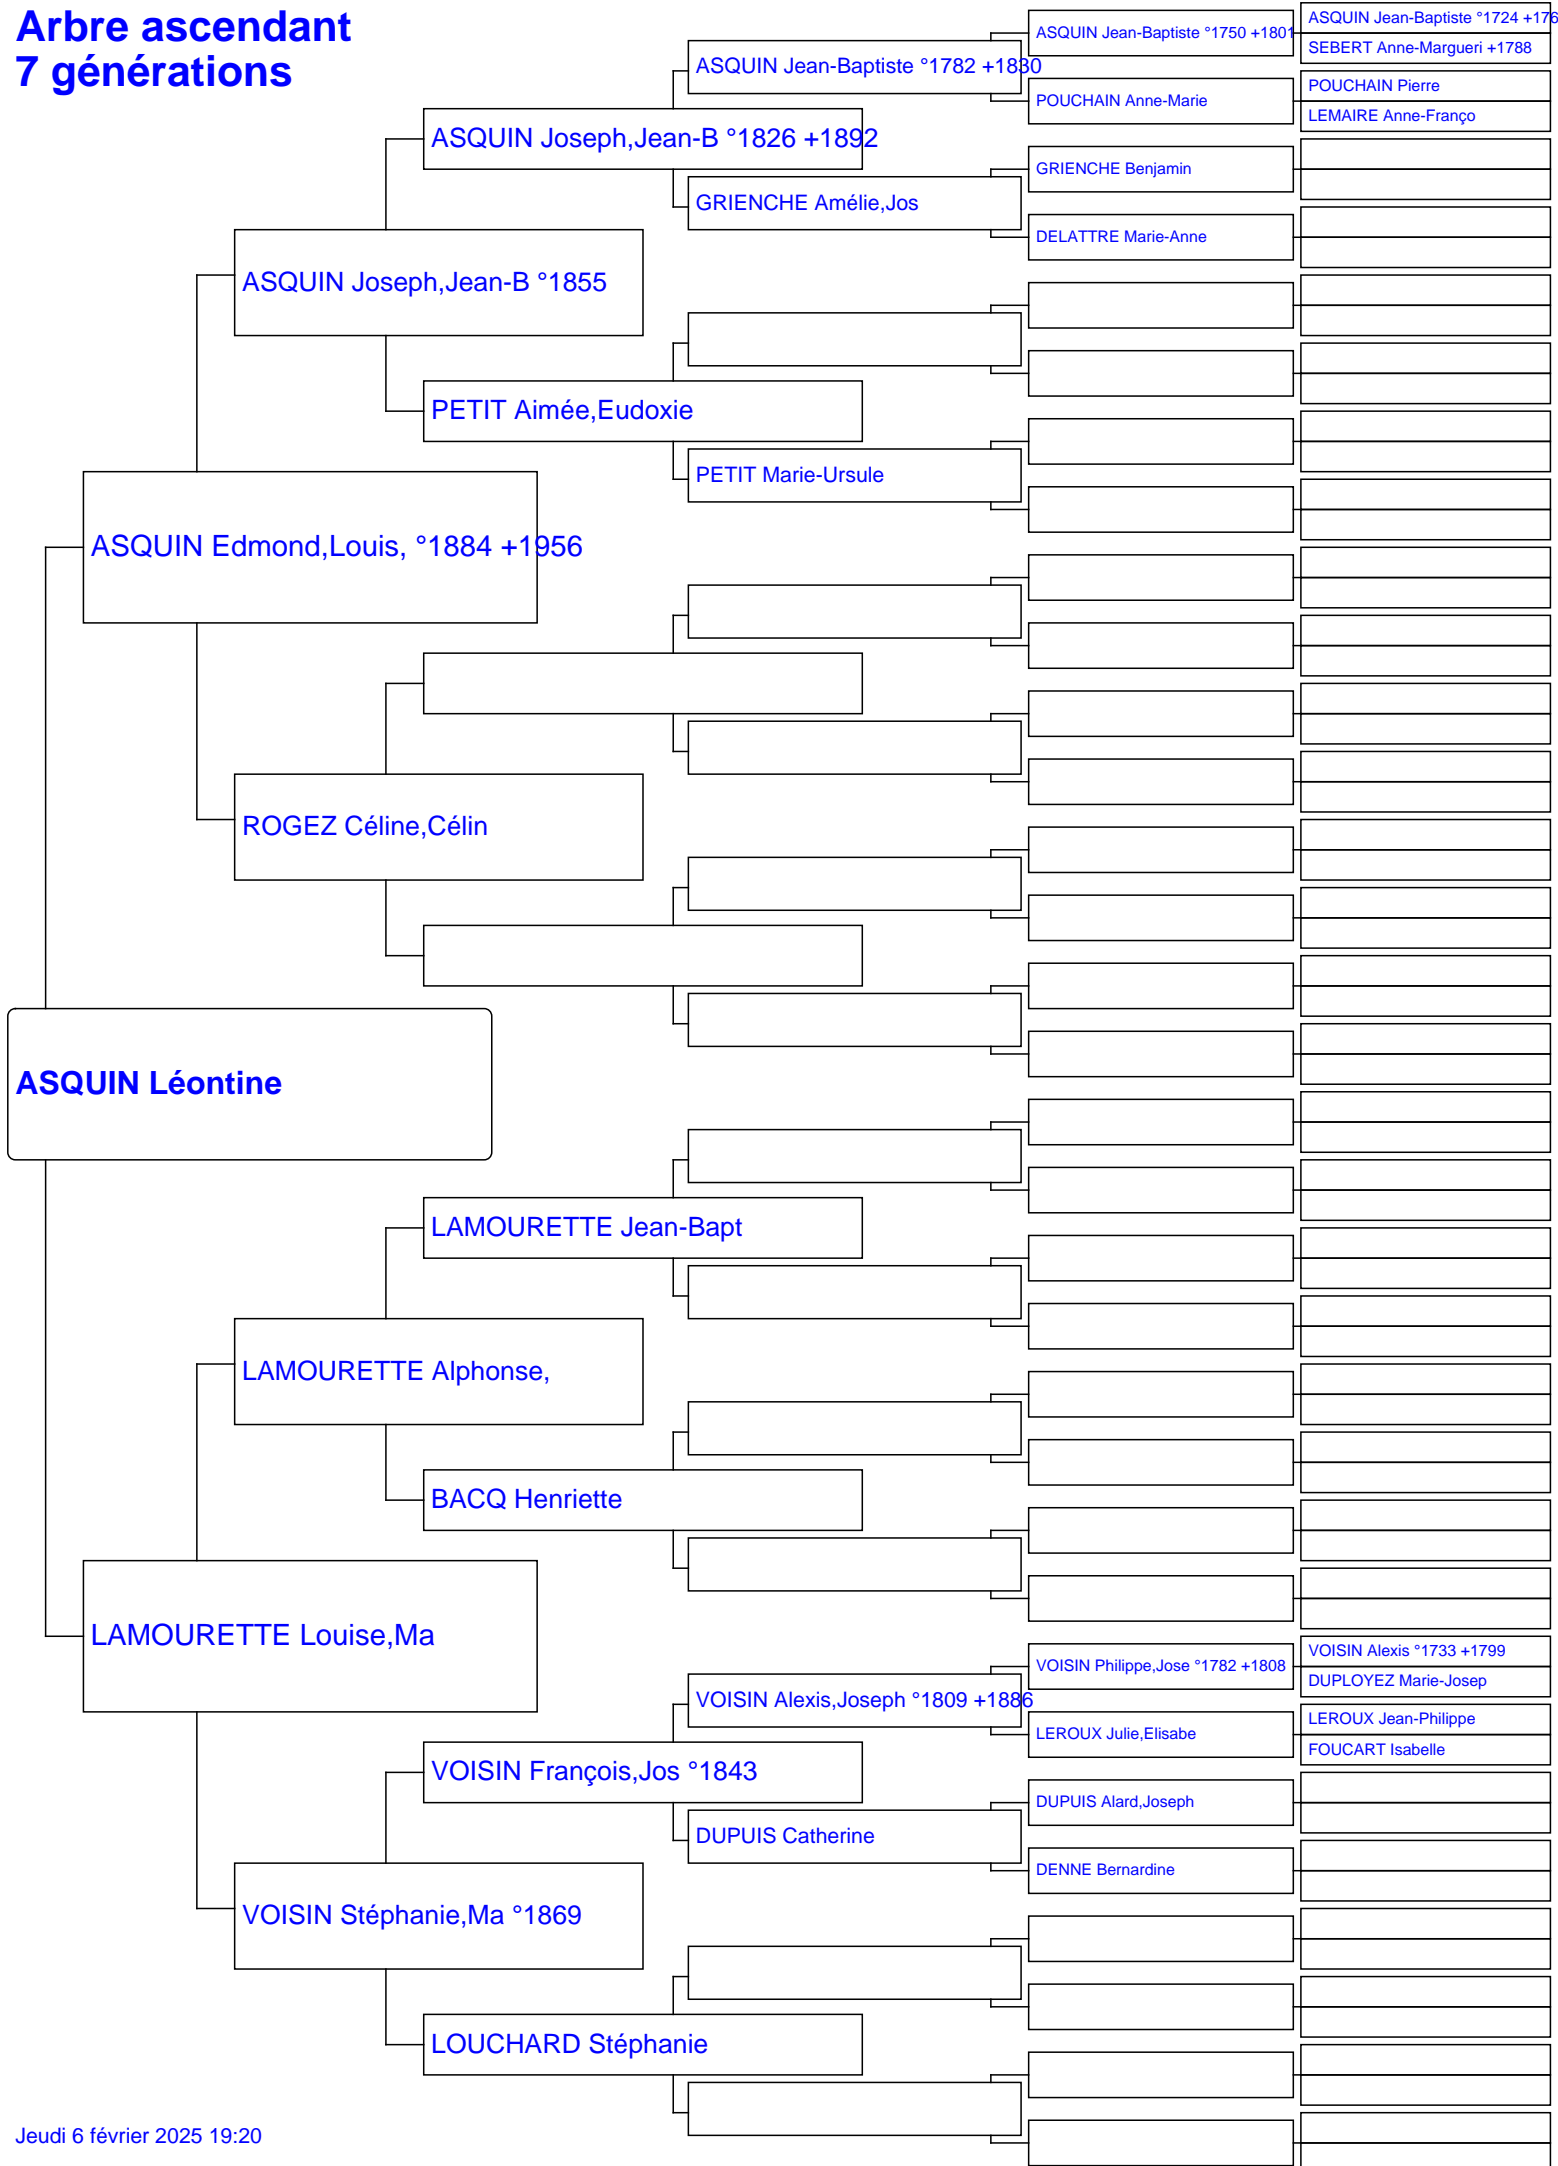 Arbre ascendant
7 générations
ASQUIN Jean-Baptiste °1724 +176
ASQUIN Jean-Baptiste °1750 +1801
SEBERT Anne-Margueri +1788
ASQUIN Jean-Baptiste °1782 +1830
POUCHAIN Pierre
POUCHAIN Anne-Marie
LEMAIRE Anne-Franço
ASQUIN Joseph,Jean-B °1826 +1892
GRIENCHE Benjamin
GRIENCHE Amélie,Jos
DELATTRE Marie-Anne
ASQUIN Joseph,Jean-B °1855
PETIT Aimée,Eudoxie
PETIT Marie-Ursule
ASQUIN Edmond,Louis, °1884 +1956
ROGEZ Céline,Célin
ASQUIN Léontine
LAMOURETTE Jean-Bapt
LAMOURETTE Alphonse,
BACQ Henriette
LAMOURETTE Louise,Ma
VOISIN Alexis °1733 +1799
VOISIN Philippe,Jose °1782 +1808
DUPLOYEZ Marie-Josep
VOISIN Alexis,Joseph °1809 +1886
LEROUX Jean-Philippe
LEROUX Julie,Elisabe
FOUCART Isabelle
VOISIN François,Jos °1843
DUPUIS Alard,Joseph
DUPUIS Catherine
DENNE Bernardine
VOISIN Stéphanie,Ma °1869
LOUCHARD Stéphanie
Jeudi 6 février 2025 19:20